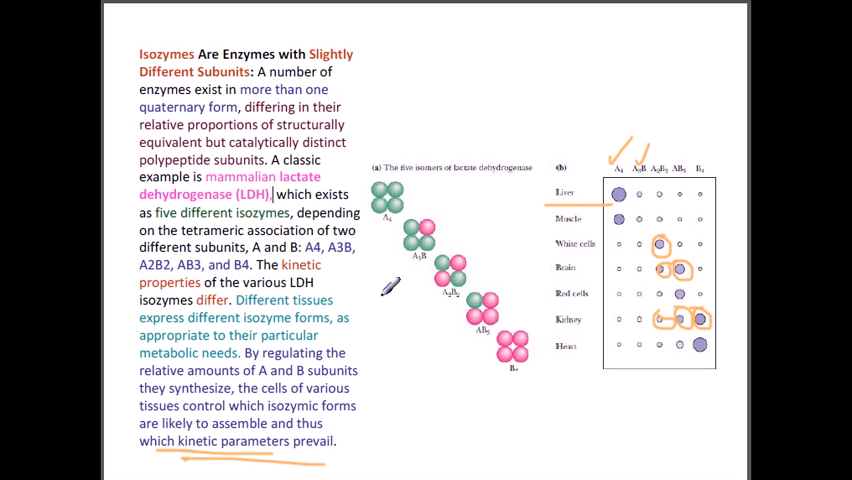 Isozymes Are Enzymes with Slightly
Different Subunits: A number of
enzymes exist in more than one
quaternary form, differing in their
relative proportions of structurally
equivalent but catalytically distinct
polypeptide subunits. A classic
example is mammalian lactate
dehydrogenase (LDH), which exists
as five different isozymes, depending
on the tetrameric association of two
different subunits, A and B: A4, A3B,
A2B2, AB3, and B4. The kinetic
properties of the various LDH
isozymes differ. Different tissues
express different isozyme forms, as
appropriate to their particular
metabolic needs. By regulating the
relative amounts of A and B subunits
they synthesize, the cells of various
tissues control which isozymic forms
are likely to assemble and thus
which kinetic parameters prevail.
(a) The five isomers of lactate dehydrogenase
A₄
A₃B
A₂B₂
AB₃
B₄
(b)
A₄ A₃B A₂B₂ AB₃ B₄
Liver
Muscle
White cells
Brain
Red cells
Kidney
Heart